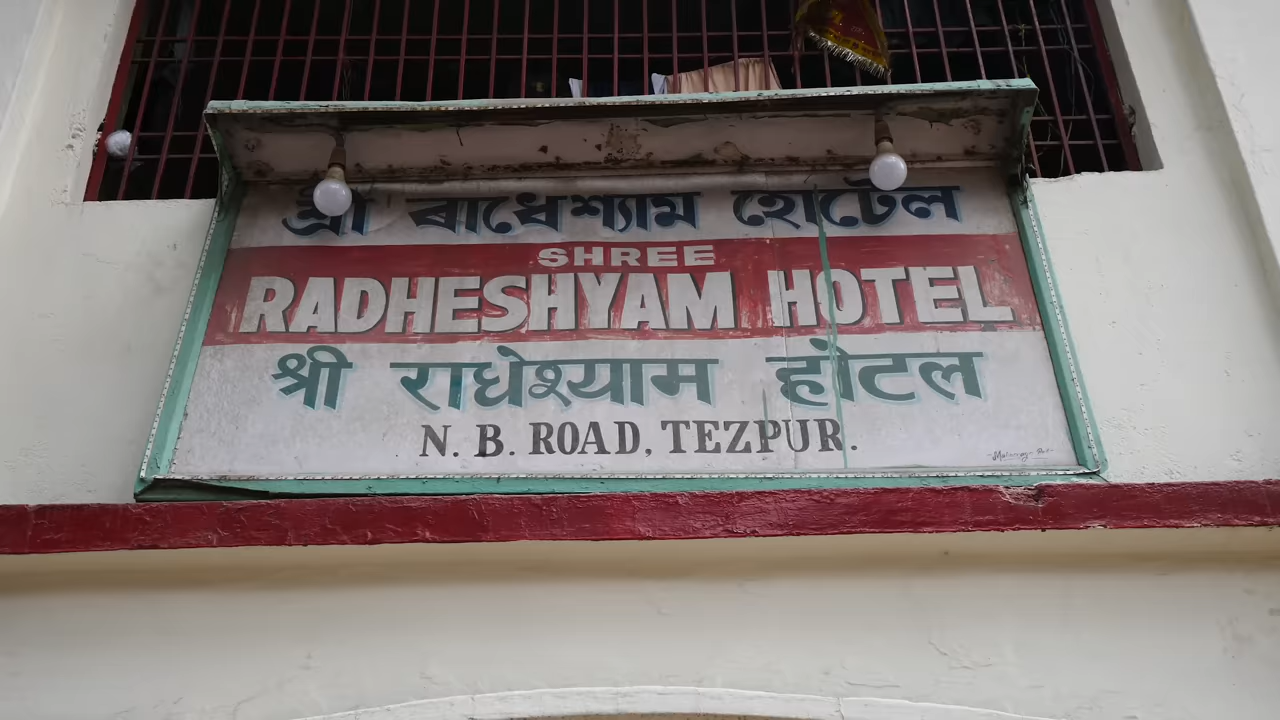 শ্ৰী ৰাধেশ্যাম হোটেল
SHREE
RADHESHYAM HOTEL
श्री राधेश्याम हॉटल
N. B. ROAD, TEZPUR.